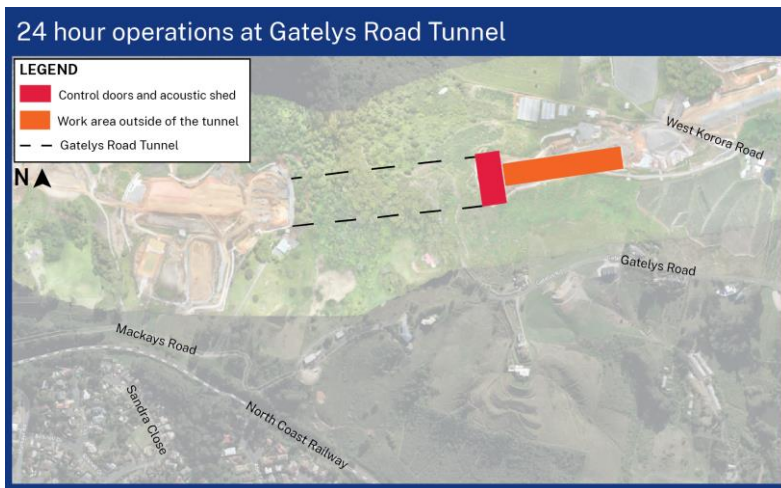 24 hour operations at Gatelys Road Tunnel
LEGEND
Control doors and acoustic shed
Work area outside of the tunnel
Gatelys Road Tunnel
N
West Korora Road
Gatelys Road
Mackays Road
Sandra Close
North Coast Railway